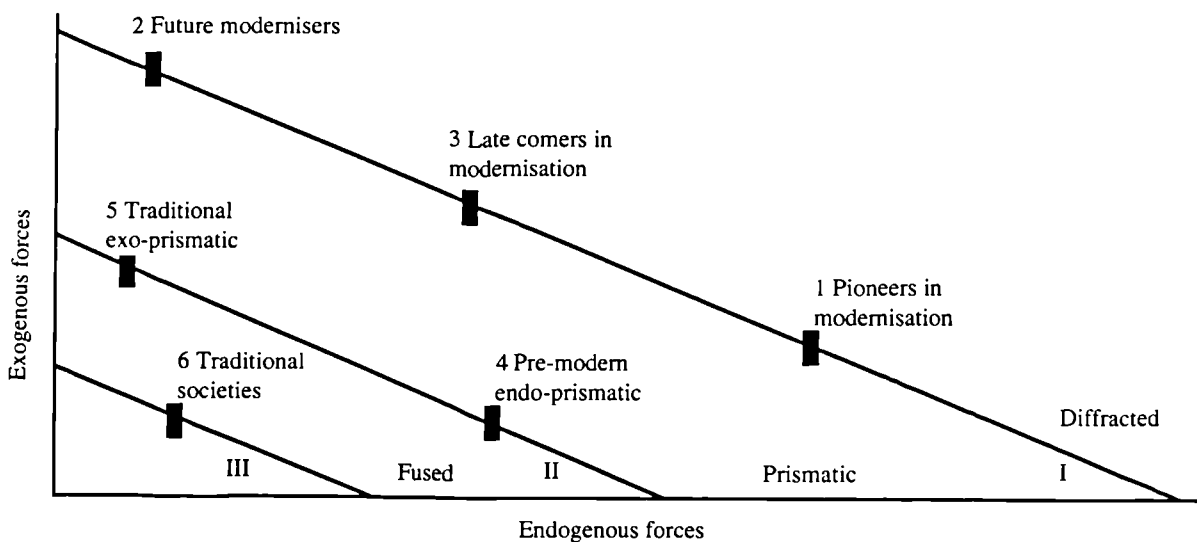 2 Future modernisers
3 Late comers in
modernisation
5 Traditional
exo-prismatic
1 Pioneers in
modernisation
6 Traditional
societies
4 Pre-modern
endo-prismatic
Exogenous forces
Diffracted
III
Fused
II
Prismatic
I
Endogenous forces